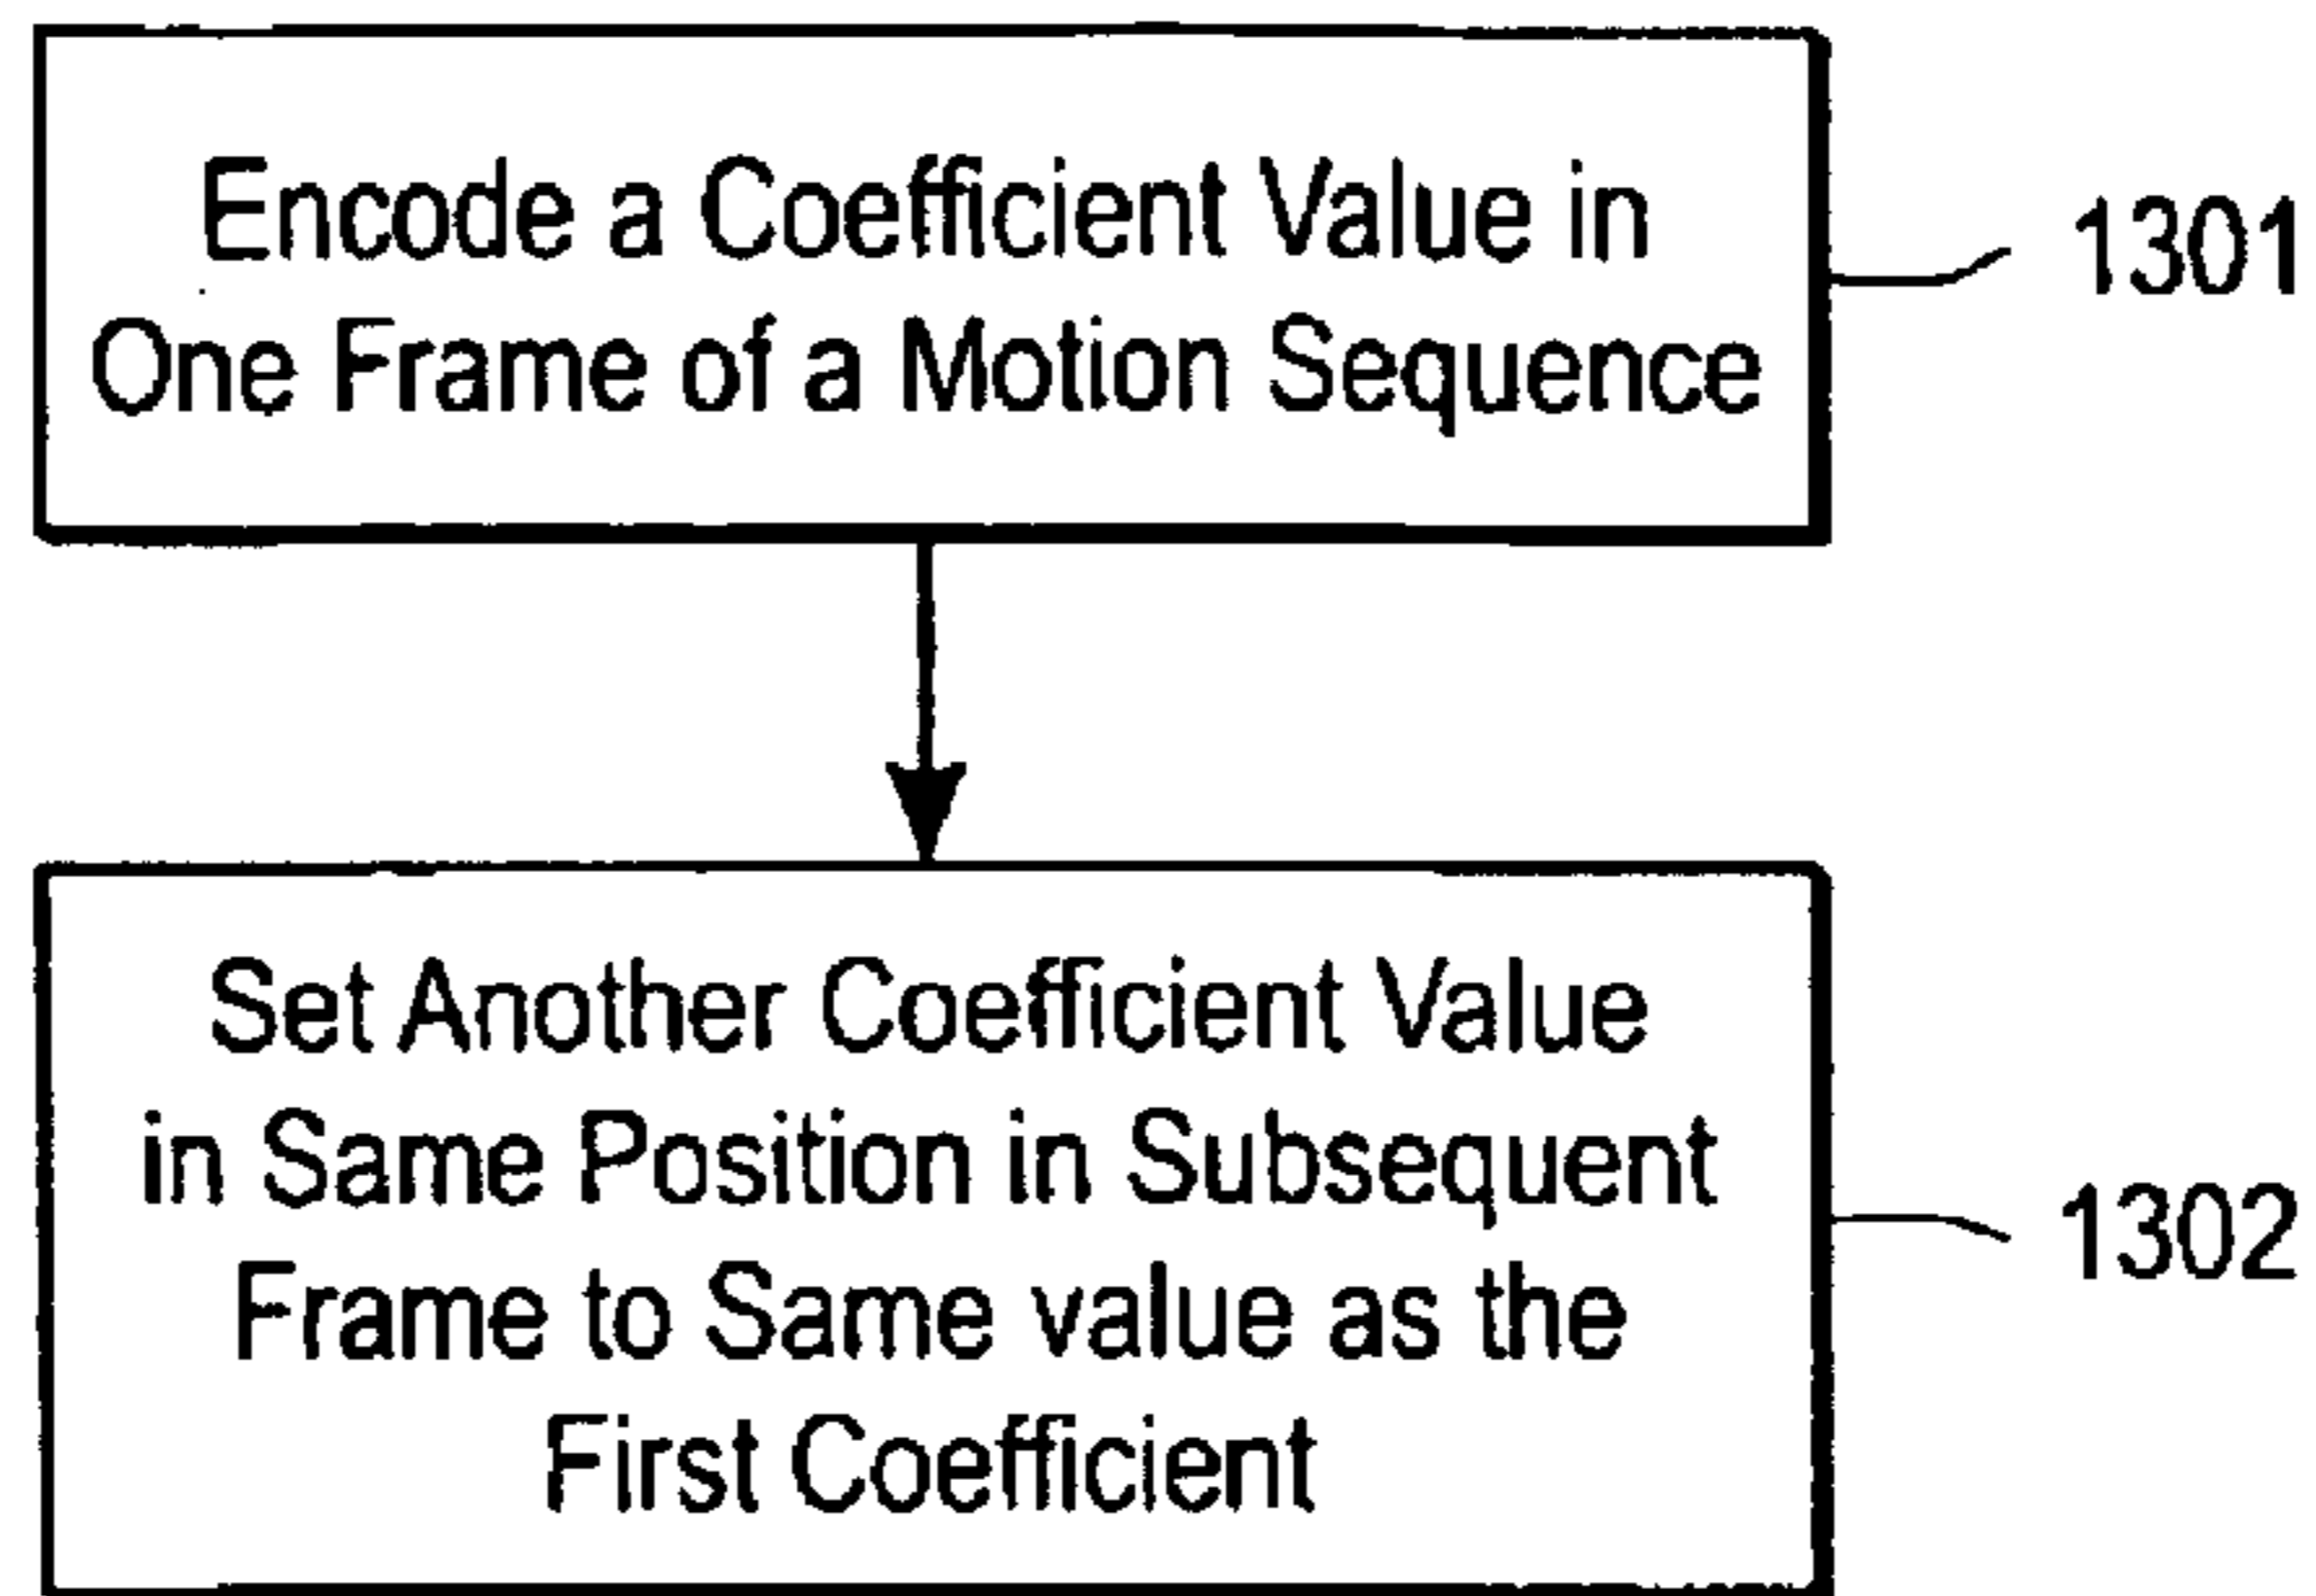 Encode a Coefficient Value in
One Frame of a Motion Sequence
1301
Set Another Coefficient Value
in Same Position in Subsequent
Frame to Same value as the
First Coefficient
1302